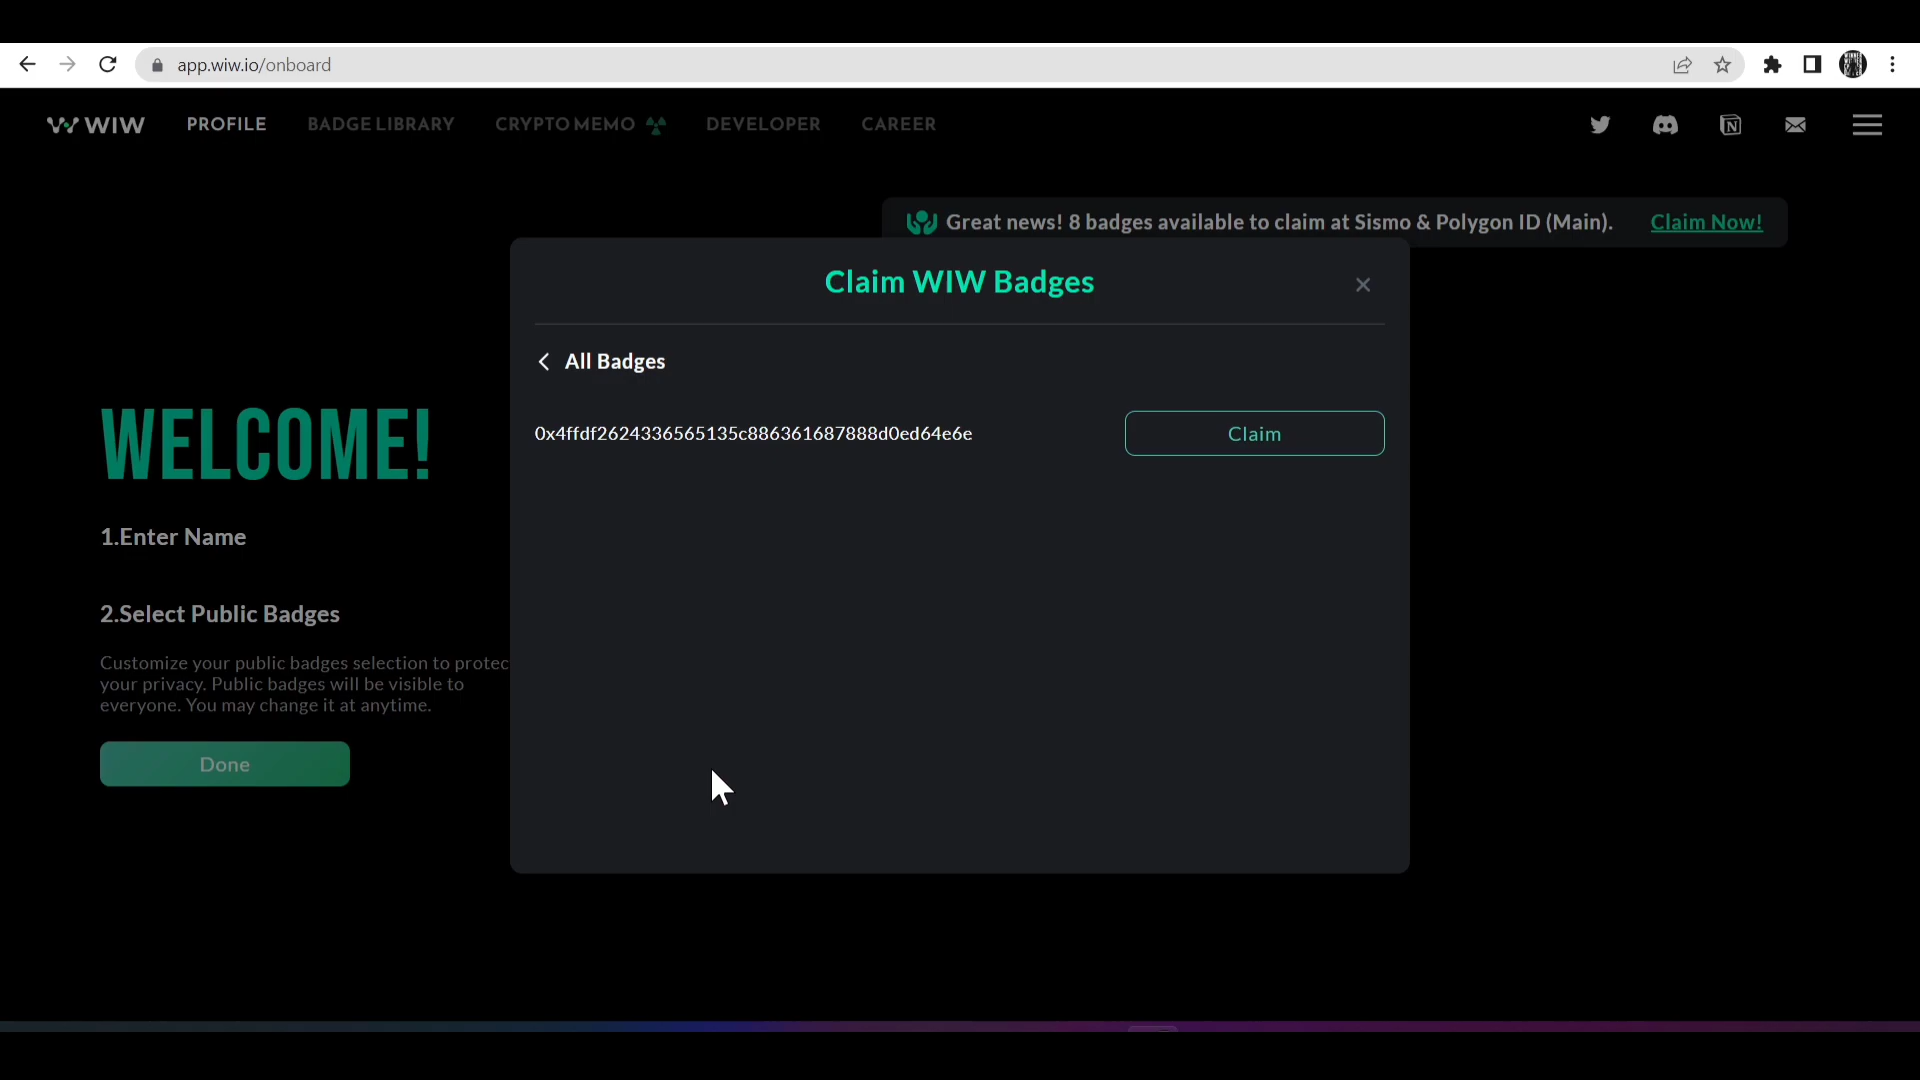 app.wiw.io/onboard
WIW PROFILE BADGE LIBRARY CRYPTO MEMO DEVELOPER CAREER
Great news! 8 badges available to claim at Sismo & Polygon ID (Main). Claim Now!
Claim WIW Badges
All Badges
0x4ffdf2624336565135c886361687888d0ed64e6e Claim
WELCOME!
1.Enter Name
2.Select Public Badges
Customize your public badges selection to protec
your privacy. Public badges will be visible to
everyone. You may change it at anytime.
Done